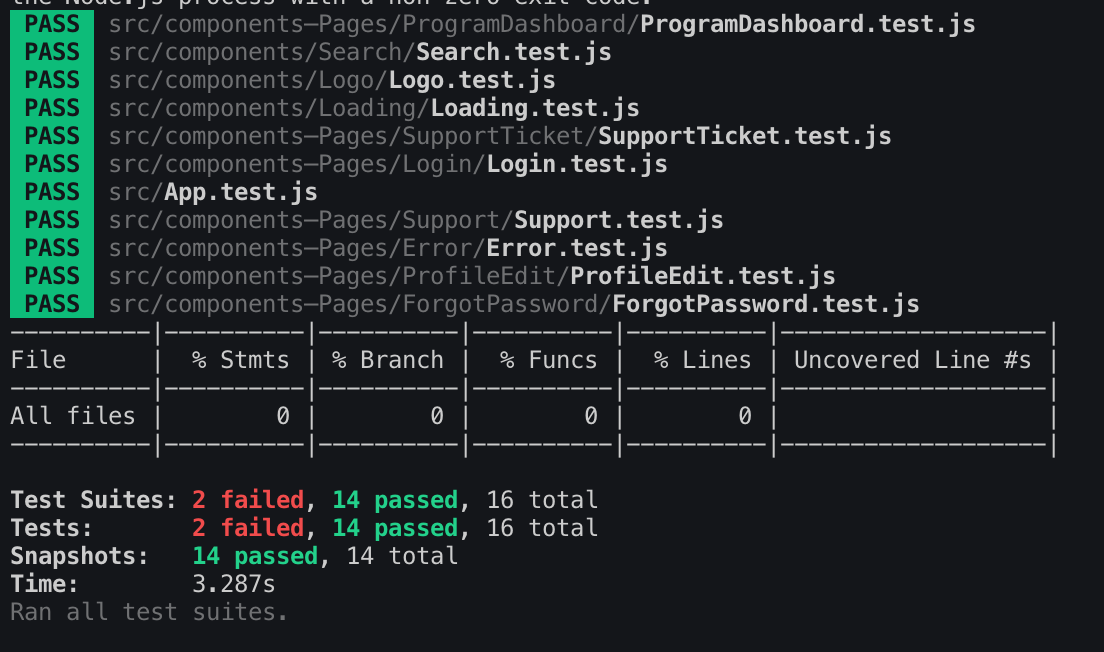 the Node.js process with a non-zero exit code.
PASS src/components-Pages/ProgramDashboard/ProgramDashboard.test.js
PASS src/components/Search/Search.test.js
PASS src/components/Logo/Logo.test.js
PASS src/components/Loading/Loading.test.js
PASS src/components-Pages/SupportTicket/SupportTicket.test.js
PASS src/components-Pages/Login/Login.test.js
PASS src/App.test.js
PASS src/components-Pages/Support/Support.test.js
PASS src/components-Pages/Error/Error.test.js
PASS src/components-Pages/ProfileEdit/ProfileEdit.test.js
PASS src/components-Pages/ForgotPassword/ForgotPassword.test.js
----------|----------|----------|----------|----------|-------------------|
File      |  % Stmts | % Branch |  % Funcs |  % Lines | Uncovered Line #s |
----------|----------|----------|----------|----------|-------------------|
All files |        0 |        0 |        0 |        0 |                   |
----------|----------|----------|----------|----------|-------------------|
Test Suites: 2 failed, 14 passed, 16 total
Tests:       2 failed, 14 passed, 16 total
Snapshots:   14 passed, 14 total
Time:        3.287s
Ran all test suites.